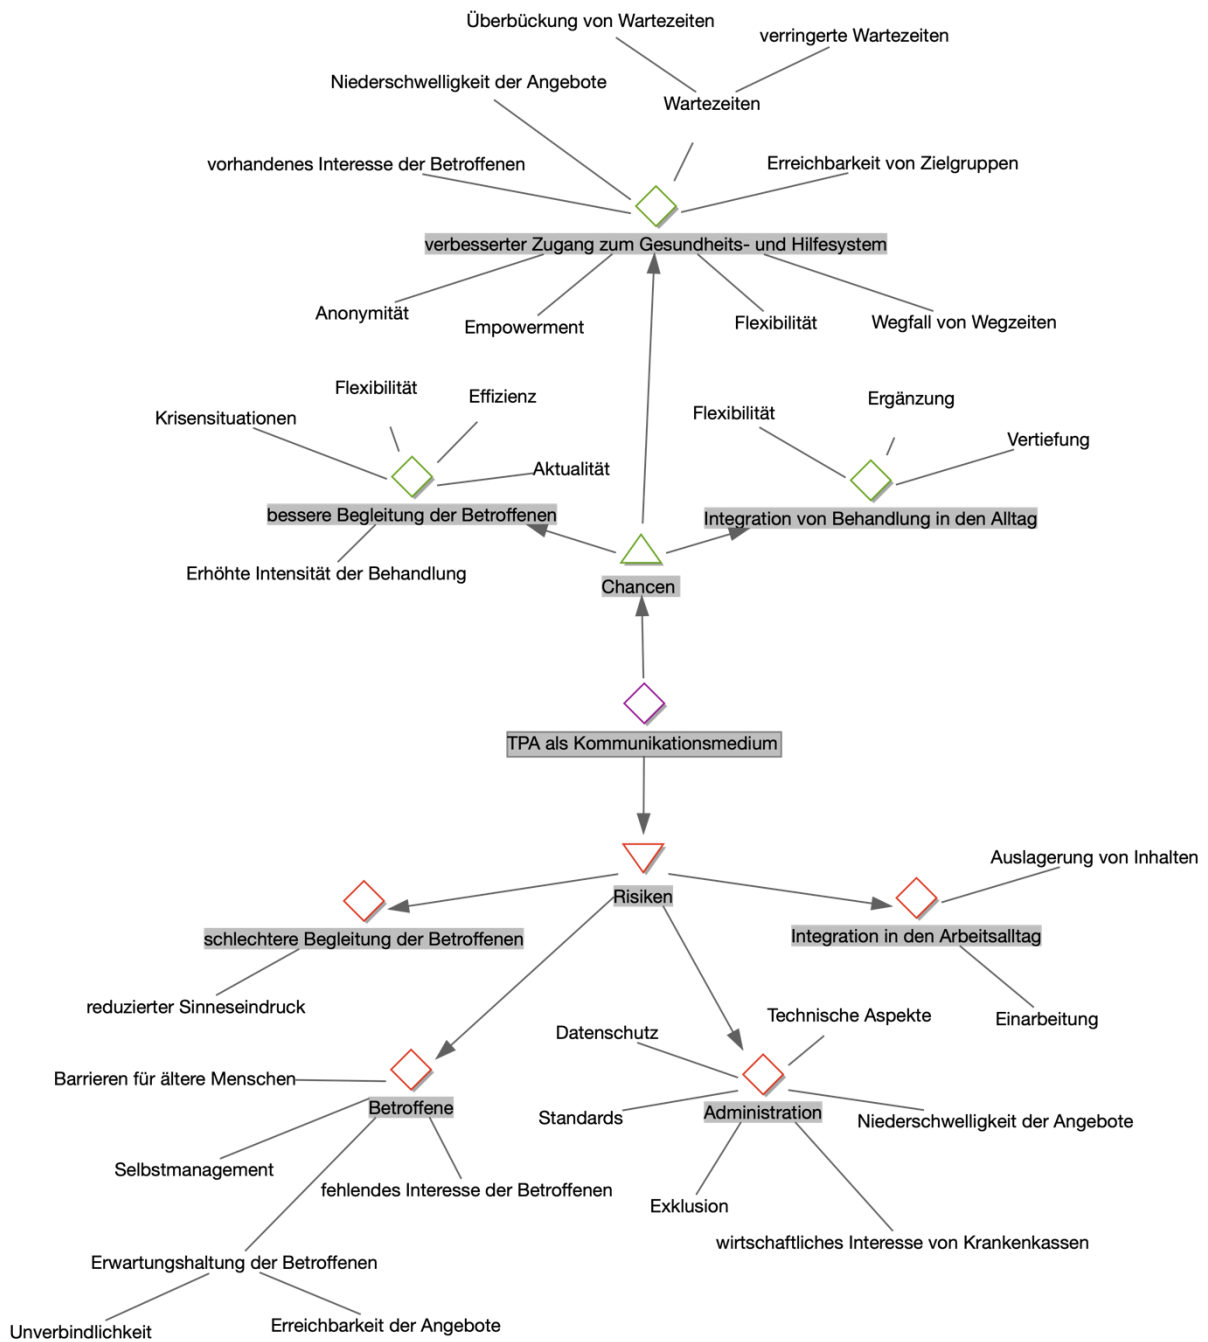 Überbückung von Wartezeiten
verringerte Wartezeiten
Niederschwelligkeit der Angebote
Wartezeiten
vorhandenes Interesse der Betroffenen
Erreichbarkeit von Zielgruppen
verbesserter Zugang zum Gesundheits- und Hilfesystem
Anonymität
Empowerment
Flexibilität
Wegfall von Wegzeiten
Flexibilität
Effizienz
Krisensituationen
Aktualität
bessere Begleitung der Betroffenen
Erhöhte Intensität der Behandlung
Flexibilität
Ergänzung
Vertiefung
Integration von Behandlung in den Alltag
Chancen
TPA als Kommunikationsmedium
Risiken
schlechtere Begleitung der Betroffenen
reduzierter Sinneseindruck
Auslagerung von Inhalten
Integration in den Arbeitsalltag
Einarbeitung
Barrieren für ältere Menschen
Betroffene
Selbstmanagement
fehlendes Interesse der Betroffenen
Erwartungshaltung der Betroffenen
Unverbindlichkeit
Erreichbarkeit der Angebote
Datenschutz
Technische Aspekte
Standards
Administration
Niederschwelligkeit der Angebote
Exklusion
wirtschaftliches Interesse von Krankenkassen